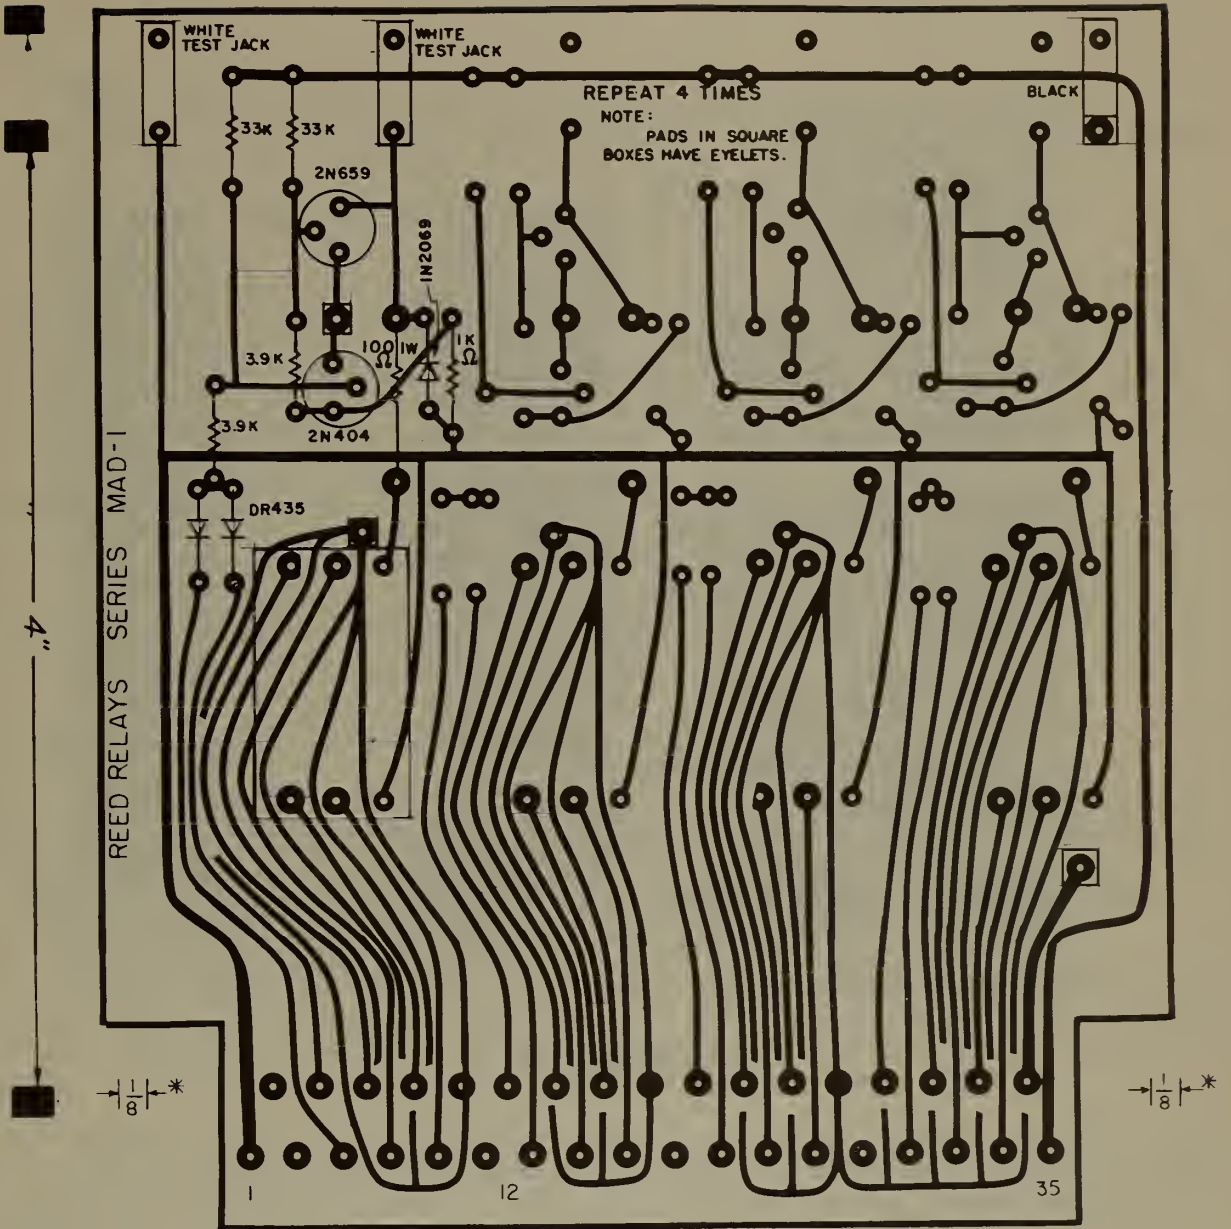 WHITE
TEST JACK
WHITE
TEST JACK
REPEAT 4 TIMES
NOTE:
PADS IN SQUARE
BOXES HAVE EYELETS.
BLACK
33K
33K
2N659
1N2069
3.9K
100 1W
Ω
1K
Ω
2N404
3.9K
DR435
REED RELAYS SERIES MAD-1
4"
1/8 *
1/8 *
1
12
35